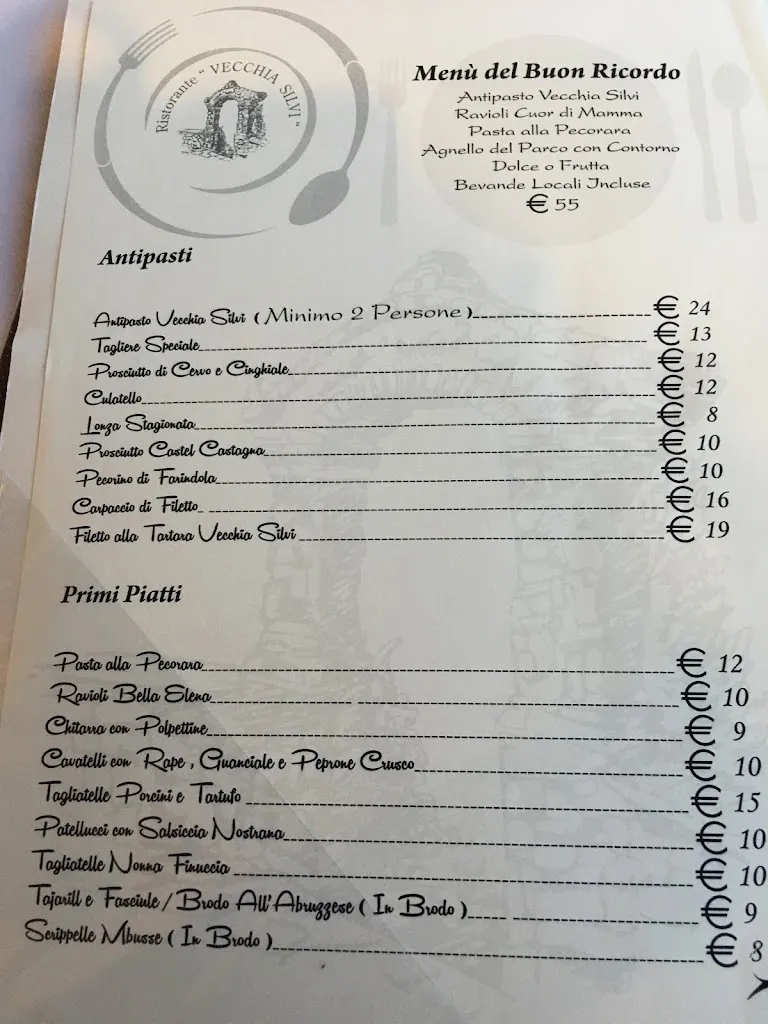 Ristorante " VECCHIA SILVI "
Menù del Buon Ricordo
Antipasto Vecchia Silvi
Ravioli Cuor di Mamma
Pasta alla Pecorara
Agnello del Parco con Contorno
Dolce o Frutta
Bevande Locali Incluse
€ 55
Antipasti
Antipasto Vecchia Silvi ( Minimo 2 Persone ) € 24
Tagliere Speciale € 13
Prosciutto di Cervo e Cinghiale € 12
Culatello € 12
Lonza Stagionata € 8
Prosciutto Castel Castagna € 10
Pecorino di Farindola € 10
Carpaccio di Filetto € 16
Filetto alla Tartara Vecchia Silvi € 19
Primi Piatti
Pasta alla Pecorara € 12
Ravioli Bella Elena € 10
Chitarra con Polpettine € 9
Cavatelli con Rape , Guanciale e Peprone Crusco € 10
Tagliatelle Porcini e Tartufo € 15
Patellucci con Salsiccia Nostrana € 10
Tagliatelle Nonna Finuccia € 10
Tajarill e Fasciule / Brodo All'Abruzzese ( In Brodo ) € 9
Scrippelle Mbusse ( In Brodo ) € 8